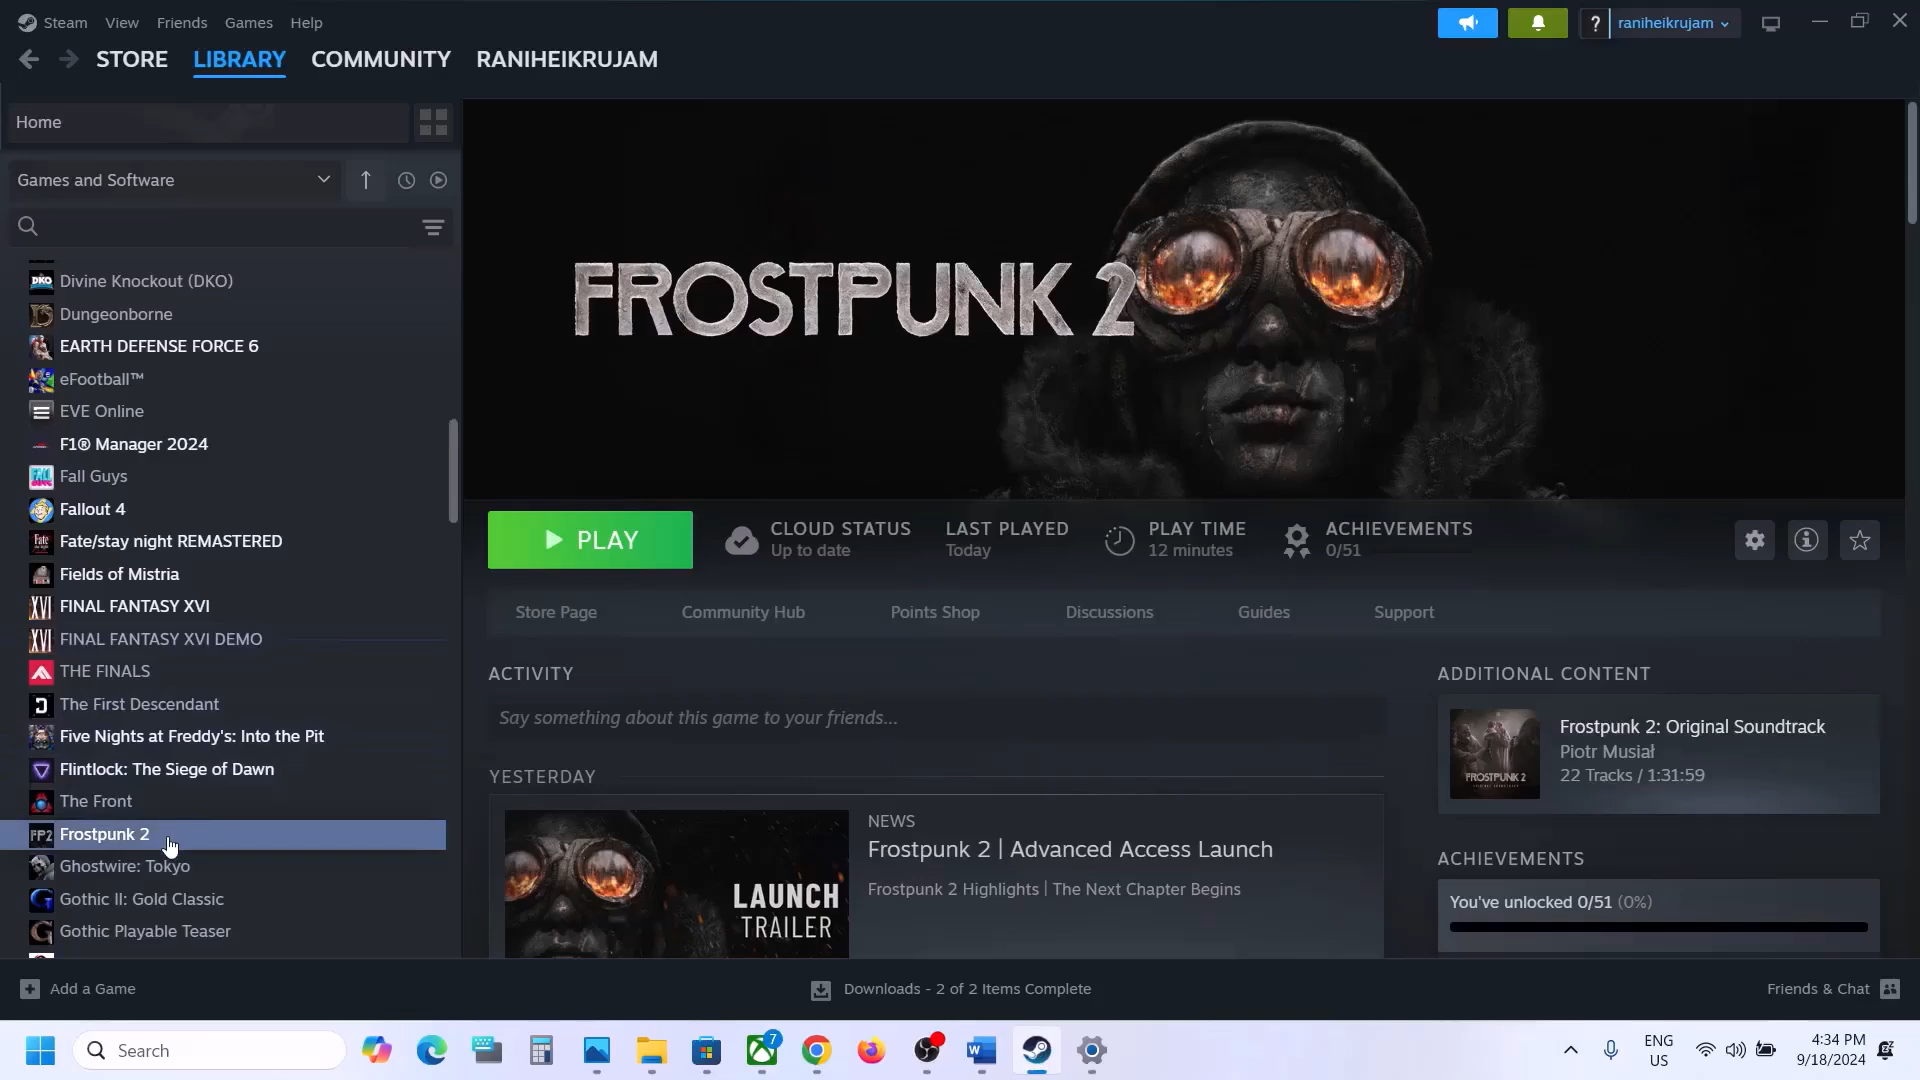 Steam View Friends Games Help
? raniheikrujam
STORE LIBRARY COMMUNITY RANIHEIKRUJAM
Home
Games and Software
DKO Divine Knockout (DKO)
Dungeonborne
EARTH DEFENSE FORCE 6
eFootball™
EVE Online
F1® Manager 2024
Fall Guys
Fallout 4
Fate/stay night REMASTERED
Fields of Mistria
XVI FINAL FANTASY XVI
XVI FINAL FANTASY XVI DEMO
THE FINALS
The First Descendant
Five Nights at Freddy's: Into the Pit
Flintlock: The Siege of Dawn
The Front
FP2 Frostpunk 2
Ghostwire: Tokyo
Gothic II: Gold Classic
Gothic Playable Teaser
FROSTPUNK 2
PLAY
CLOUD STATUS
Up to date
LAST PLAYED
Today
PLAY TIME
12 minutes
ACHIEVEMENTS
0/51
Store Page Community Hub Points Shop Discussions Guides Support
ACTIVITY
Say something about this game to your friends...
YESTERDAY
LAUNCH
TRAILER
NEWS
Frostpunk 2 | Advanced Access Launch
Frostpunk 2 Highlights | The Next Chapter Begins
ADDITIONAL CONTENT
FROSTPUNK 2
Frostpunk 2: Original Soundtrack
Piotr Musiał
22 Tracks / 1:31:59
ACHIEVEMENTS
You've unlocked 0/51 (0%)
Add a Game
Downloads - 2 of 2 Items Complete
Friends & Chat
Search
7
ENG
US
4:34 PM
9/18/2024